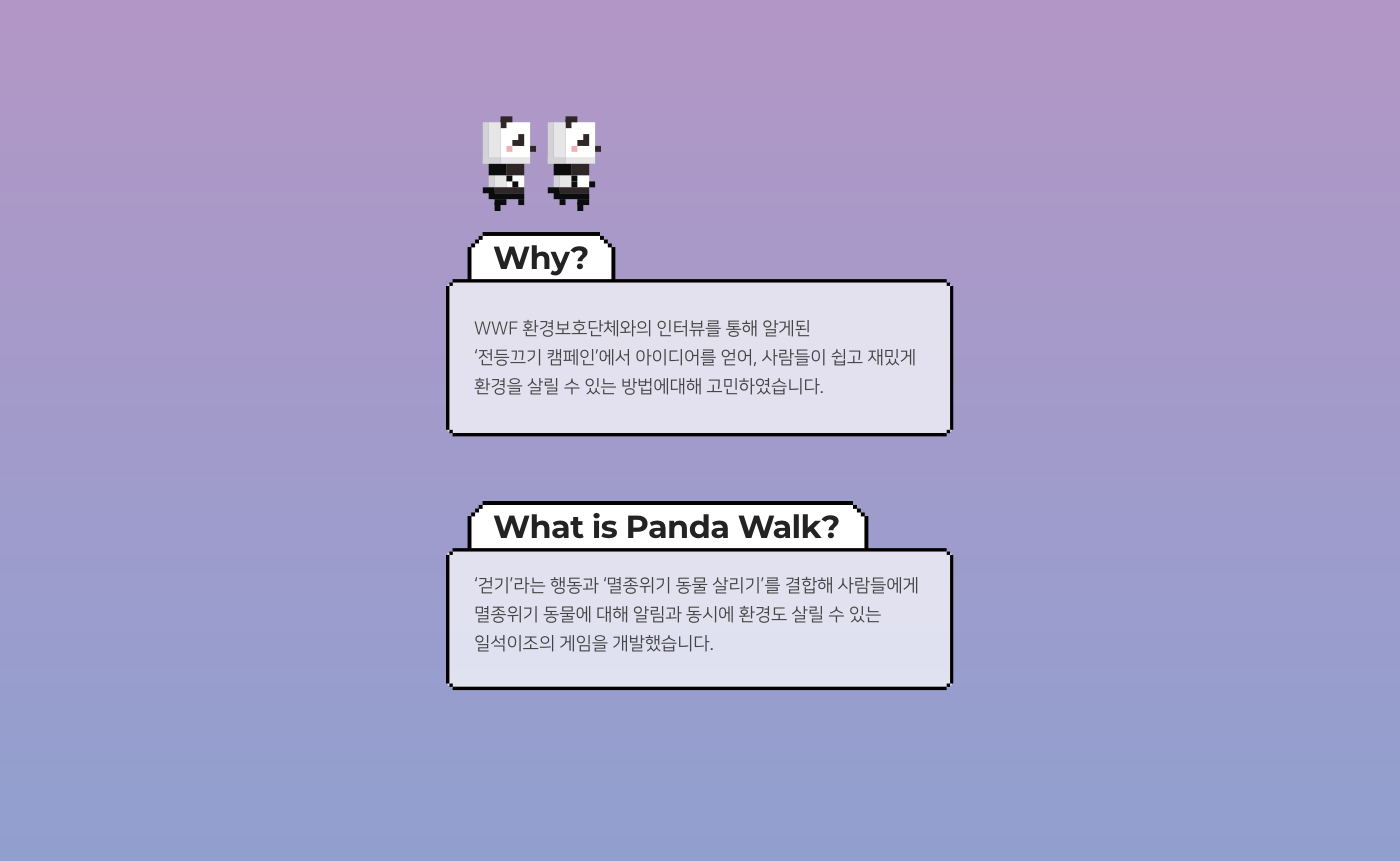 Why?
WWF 환경보호단체와의 인터뷰를 통해 알게된
‘전등끄기 캠페인’에서 아이디어를 얻어, 사람들이 쉽고 재밌게
환경을 살릴 수 있는 방법에대해 고민하였습니다.
What is Panda Walk?
‘걷기’라는 행동과 ‘멸종위기 동물 살리기’를 결합해 사람들에게
멸종위기 동물에 대해 알림과 동시에 환경도 살릴 수 있는
일석이조의 게임을 개발했습니다.